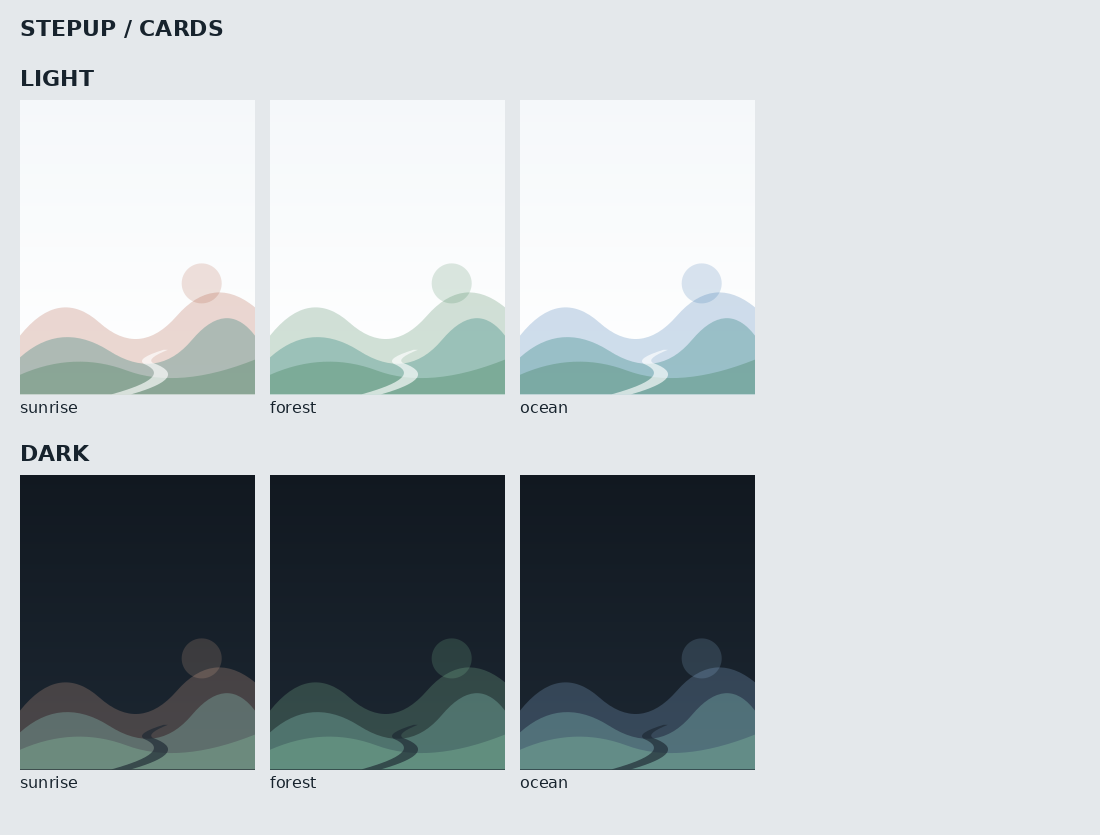 STEPUP / CARDS
LIGHT
sunrise
forest
ocean
DARK
sunrise
forest
ocean